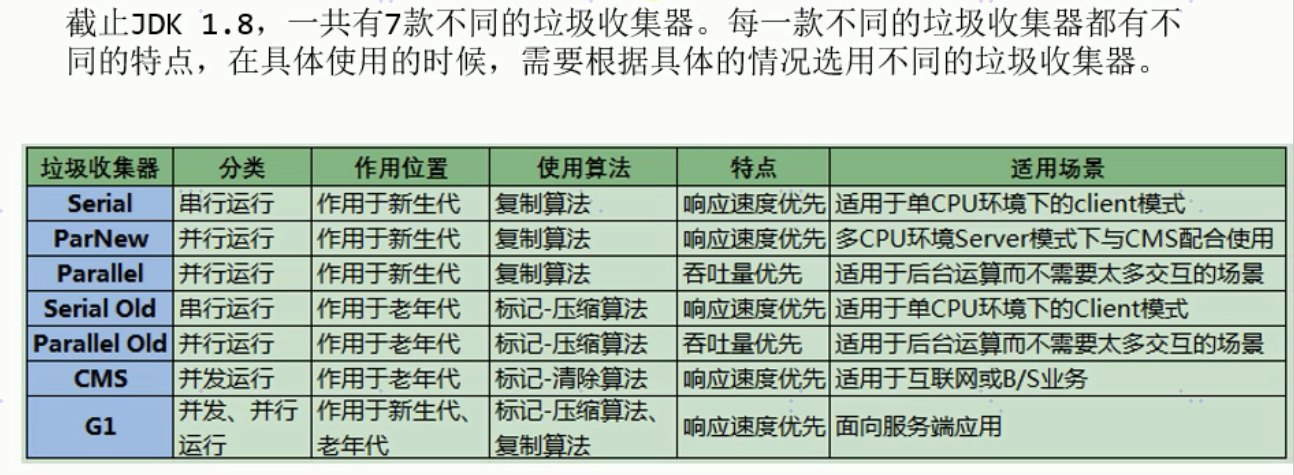 截止JDK 1.8，一共有7款不同的垃圾收集器。每一款不同的垃圾收集器都有不
同的特点，在具体使用的时候，需要根据具体的情况选用不同的垃圾收集器。
垃圾收集器 分类 作用位置 使用算法 特点 适用场景
Serial 串行运行 作用于新生代 复制算法 响应速度优先 适用于单CPU环境下的client模式
ParNew 并行运行 作用于新生代 复制算法 响应速度优先 多CPU环境Server模式下与CMS配合使用
Parallel 并行运行 作用于新生代 复制算法 吞吐量优先 适用于后台运算而不需要太多交互的场景
Serial Old 串行运行 作用于老年代 标记-压缩算法 响应速度优先 适用于单CPU环境下的Client模式
Parallel Old 并行运行 作用于老年代 标记-压缩算法 吞吐量优先 适用于后台运算而不需要太多交互的场景
CMS 并发运行 作用于老年代 标记-清除算法 响应速度优先 适用于互联网或B/S业务
G1 并发、并行 作用于新生代、 标记-压缩算法、 响应速度优先 面向服务端应用
运行 老年代 复制算法